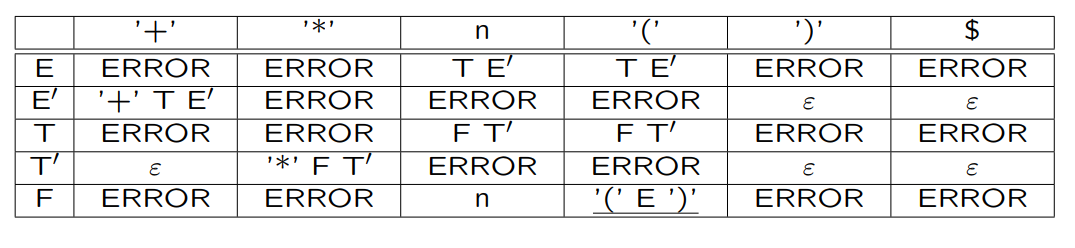 '+' '*' n '(' ')' $
E ERROR ERROR T E′ T E′ ERROR ERROR
E′ '+' T E′ ERROR ERROR ERROR ε ε
T ERROR ERROR F T′ F T′ ERROR ERROR
T′ ε '*' F T′ ERROR ERROR ε ε
F ERROR ERROR n '(' E ')' ERROR ERROR